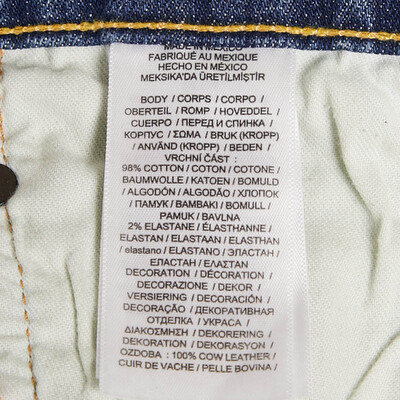 MADE IN MEXICO
FABRIQUÉ AU MEXIQUE
HECHO EN MÉXICO
MEKSİKA'DA ÜRETİLMİŞTİR
BODY / CORPS / CORPO /
OBERTEIL / ROMP / HOVEDDEL /
CUERPO / ПЕРЕД И СПИНКА /
КОРПУС / ΣΩΜΑ / BRUK (KROPP)
/ ANVÄND (KROPP) / BEDEN /
VRCHNÍ ČÁST :
98% COTTON / COTON / COTONE /
BAUMWOLLE / KATOEN / BOMULD
/ ALGODÓN / ALGODÃO / ХЛОПОК
/ ПАМУК / ΒΑΜΒΑΚΙ / BOMULL /
PAMUK / BAVLNA
2% ELASTANE / ÉLASTHANNE /
ELASTAN / ELASTAAN / ELASTHAN
/ elastano / ELASTANO / ЭЛАСТАН /
ЕЛАСТАН / ΕΛΑΣΤΑΝ
DECORATION / DÉCORATION /
DECORAZIONE / DEKOR /
VERSIERING / DECORACIÓN /
DECORAÇÃO / ДЕКОРАТИВНАЯ
ОТДЕЛКА / УКРАСА /
ΔΙΑΚΟΣΜΗΣΗ / DEKORERING /
DEKORATION / DEKORASYON /
OZDOBA : 100% COW LEATHER /
CUIR DE VACHE / PELLE BOVINA /